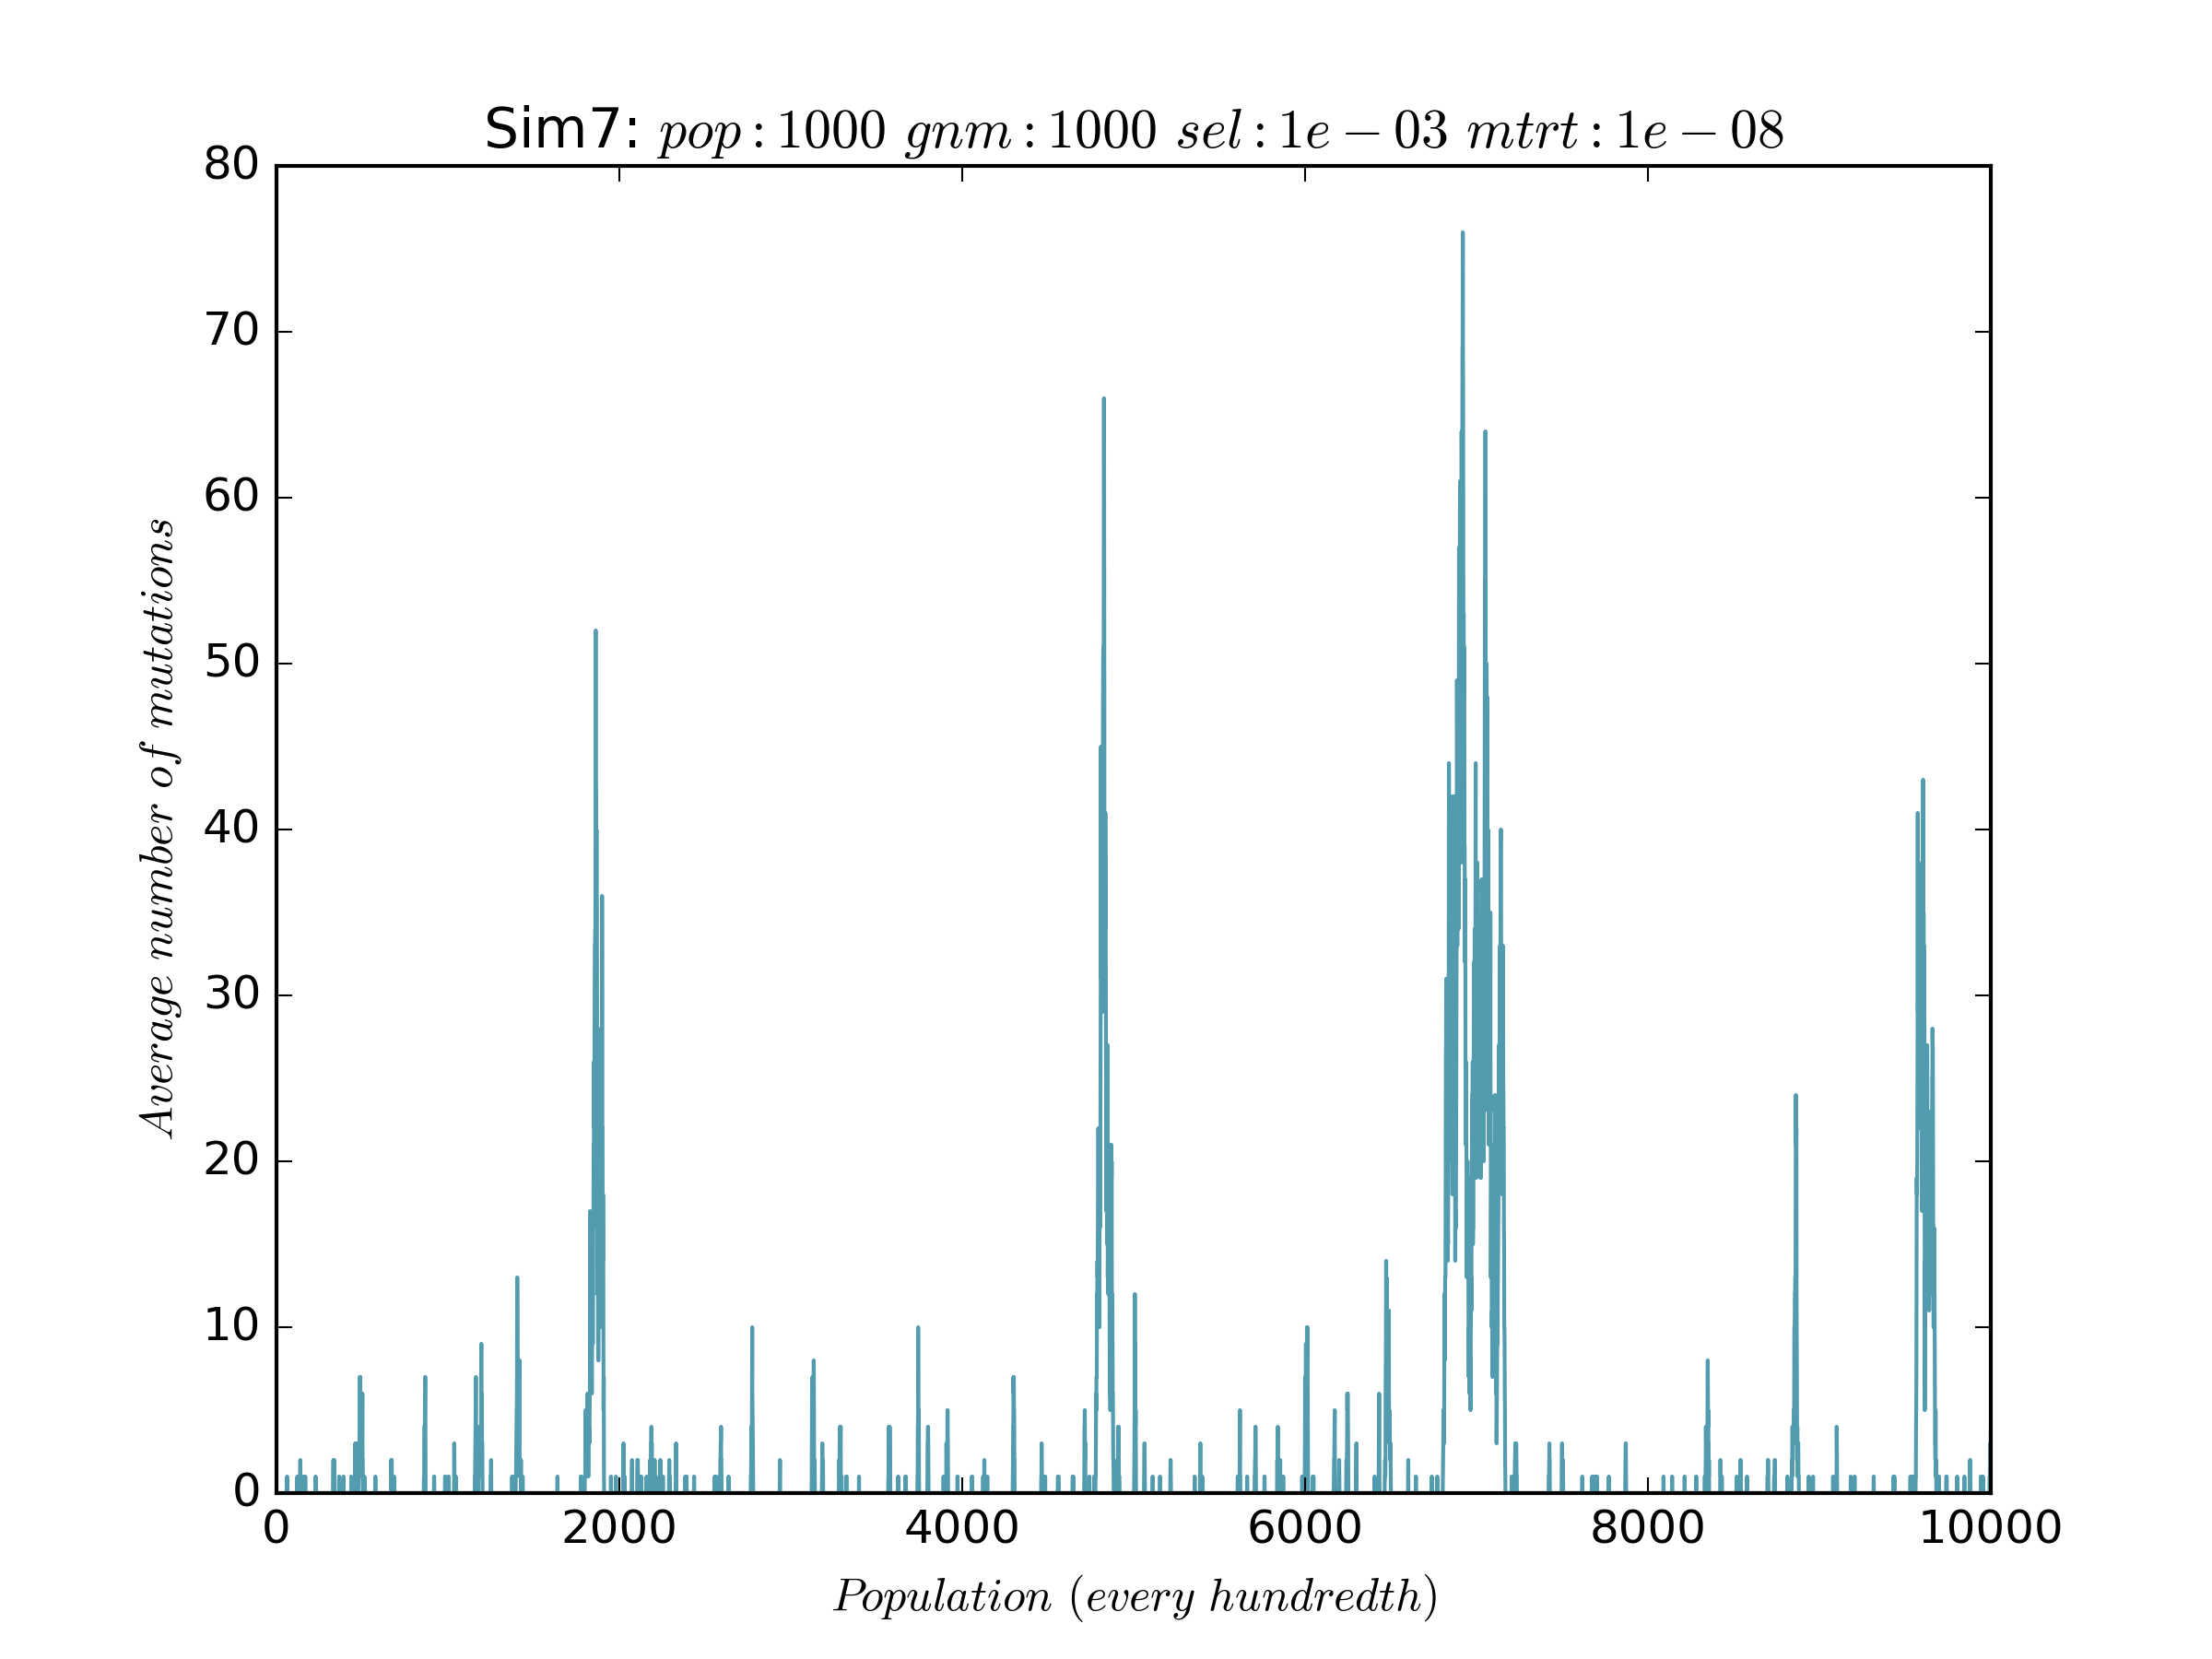 Sim7: pop : 1000 gnm : 1000 sel : 1e − 03 mtrt : 1e − 08
80
70
60
50
40
30
20
10
0
Average number of mutations
0 2000 4000 6000 8000 10000
Population (every hundredth)